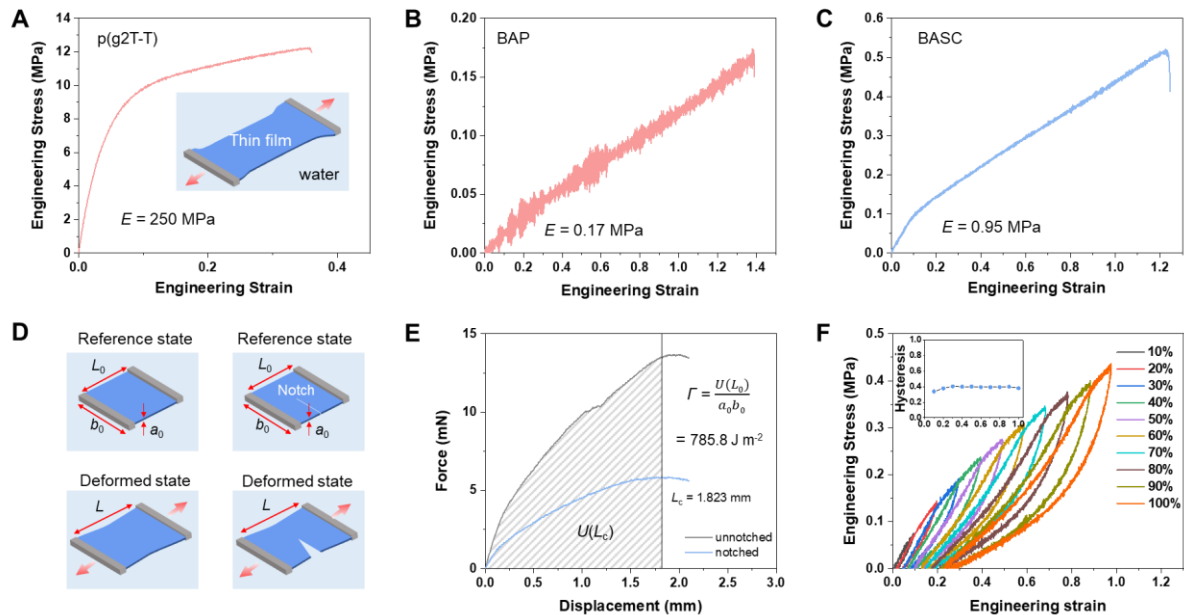 A
p(g2T-T)
Engineering Stress (MPa)
14
12
10
8
6
4
2
0
Thin film
water
E = 250 MPa
0.0 0.2 0.4
Engineering Strain
B
BAP
Engineering Stress (MPa)
0.20
0.15
0.10
0.05
0.00
E = 0.17 MPa
0.0 0.2 0.4 0.6 0.8 1.0 1.2 1.4
Engineering Strain
C
BASC
Engineering Stress (MPa)
0.6
0.5
0.4
0.3
0.2
0.1
0.0
E = 0.95 MPa
0.0 0.2 0.4 0.6 0.8 1.0 1.2
Engineering Strain
D
Reference state
L0
b0
a0
Reference state
L0
Notch
b0
a0
Deformed state
L
Deformed state
L
E
Force (mN)
15
10
5
0
Γ = U(L0) / a0b0
= 785.8 J m-2
Lc = 1.823 mm
U(Lc)
unnotched
notched
0.0 0.5 1.0 1.5 2.0 2.5 3.0
Displacement (mm)
F
Engineering Stress (MPa)
0.5
0.4
0.3
0.2
0.1
0.0
Hysteresis
1.0
0.8
0.6
0.4
0.2
0.0
0.0 0.2 0.4 0.6 0.8 1.0
10%
20%
30%
40%
50%
60%
70%
80%
90%
100%
0.0 0.2 0.4 0.6 0.8 1.0
Engineering strain